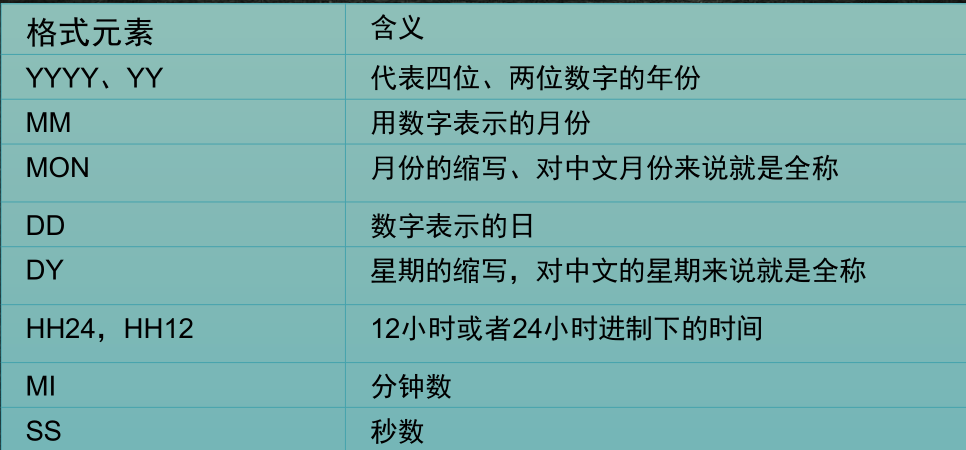 格式元素 含义
YYYY、YY 代表四位、两位数字的年份
MM 用数字表示的月份
MON 月份的缩写、对中文月份来说就是全称
DD 数字表示的日
DY 星期的缩写，对中文的星期来说就是全称
HH24，HH12 12小时或者24小时进制下的时间
MI 分钟数
SS 秒数